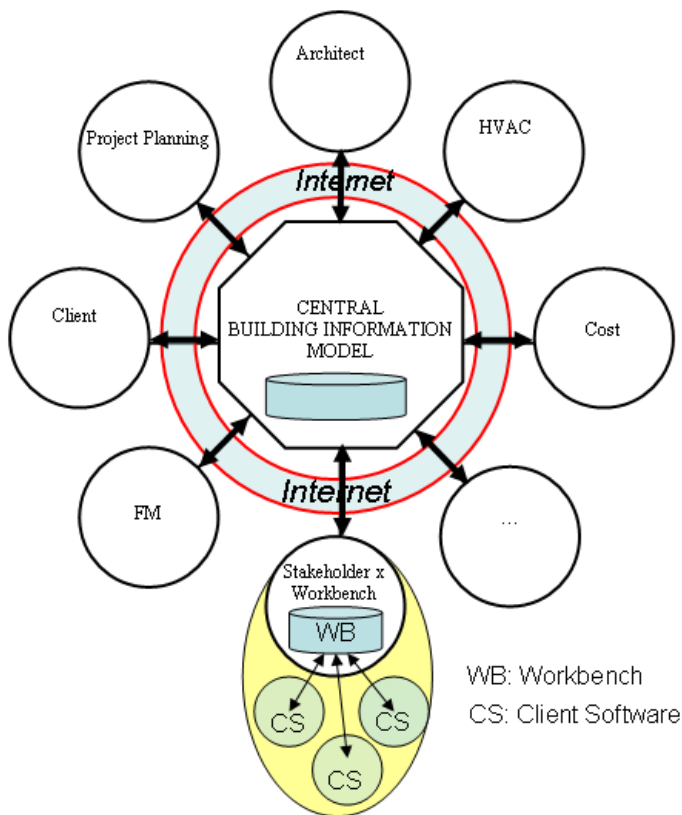 Architect
Project Planning
HVAC
Internet
Client
CENTRAL
BUILDING INFORMATION
MODEL
Cost
FM
Internet
...
Stakeholder x
Workbench
WB
CS
CS
CS
WB: Workbench
CS: Client Software